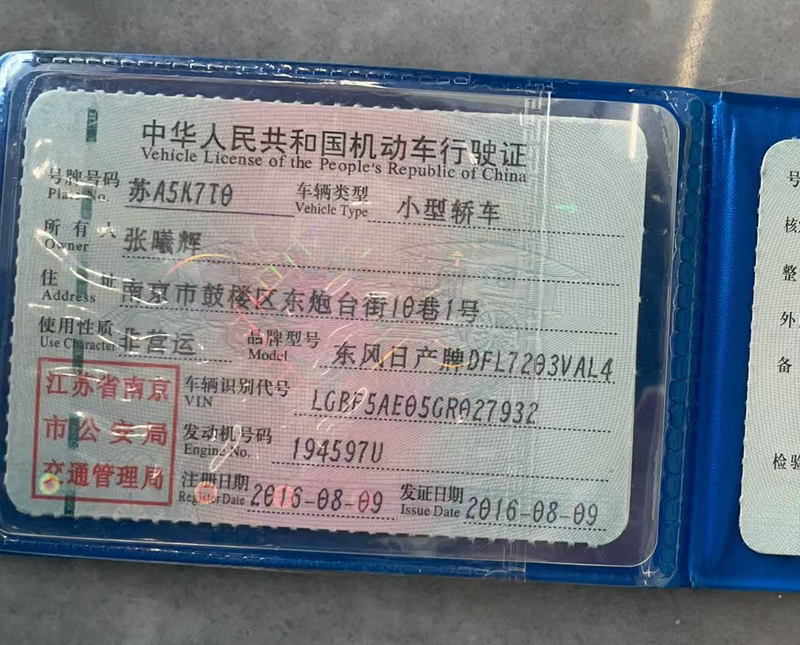 中华人民共和国机动车行驶证
Vehicle License of the People's Republic of China
号牌号码 苏A5K7T0 车辆类型 小型轿车
Plate No. Vehicle Type
所有人 张曦辉
Owner
住址 南京市鼓楼区东炮台街10巷1号
Address
使用性质 非营运 品牌型号 东风日产牌DFL7203VAL4
Use Character Model
江苏省南京
市公安局
交通管理局
车辆识别代号 LGBF5AE05GR027932
VIN
发动机号码 194597U
Engine No.
注册日期 2016-08-09 发证日期 2016-08-09
Register Date Issue Date
号
核
整
外
备
检验